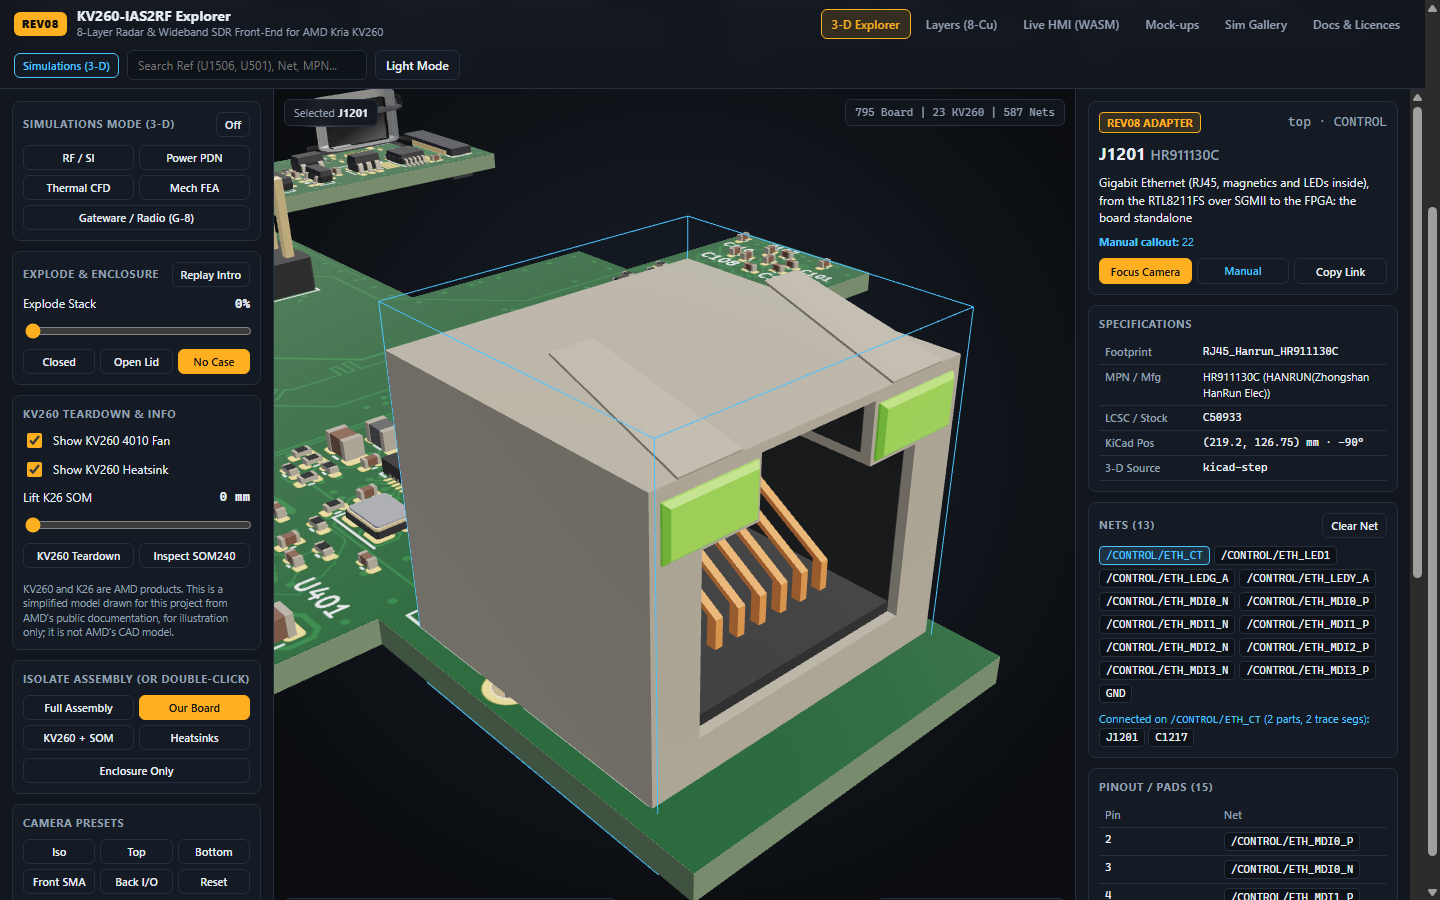 REV08
KV260-IAS2RF Explorer
8-Layer Radar & Wideband SDR Front-End for AMD Kria KV260
3-D Explorer
Layers (8-Cu)
Live HMI (WASM)
Mock-ups
Sim Gallery
Docs & Licences
Simulations (3-D)
Search Ref (U1506, U501), Net, MPN...
Light Mode
SIMULATIONS MODE (3-D)
Off
RF / SI
Power PDN
Thermal CFD
Mech FEA
Gateware / Radio (G-8)
EXPLODE & ENCLOSURE
Replay Intro
Explode Stack
0%
Closed
Open Lid
No Case
KV260 TEARDOWN & INFO
Show KV260 4010 Fan
Show KV260 Heatsink
Lift K26 SOM
0 mm
KV260 Teardown
Inspect SOM240
KV260 and K26 are AMD products. This is a
simplified model drawn for this project from
AMD's public documentation, for illustration
only; it is not AMD's CAD model.
ISOLATE ASSEMBLY (OR DOUBLE-CLICK)
Full Assembly
Our Board
KV260 + SOM
Heatsinks
Enclosure Only
CAMERA PRESETS
Iso
Top
Bottom
Front SMA
Back I/O
Reset
Selected J1201
795 Board | 23 KV260 | 587 Nets
U401
REV08 ADAPTER
top · CONTROL
J1201 HR911130C
Gigabit Ethernet (RJ45, magnetics and LEDs inside),
from the RTL8211FS over SGMII to the FPGA: the
board standalone
Manual callout: 22
Focus Camera
Manual
Copy Link
SPECIFICATIONS
Footprint
RJ45_Hanrun_HR911130C
MPN / Mfg
HR911130C (HANRUN(Zhongshan
HanRun Elec))
LCSC / Stock
C50933
KiCad Pos
(219.2, 126.75) mm · −90°
3-D Source
kicad-step
NETS (13)
Clear Net
/CONTROL/ETH_CT
/CONTROL/ETH_LED1
/CONTROL/ETH_LEDG_A
/CONTROL/ETH_LEDY_A
/CONTROL/ETH_MDI0_N
/CONTROL/ETH_MDI0_P
/CONTROL/ETH_MDI1_N
/CONTROL/ETH_MDI1_P
/CONTROL/ETH_MDI2_N
/CONTROL/ETH_MDI2_P
/CONTROL/ETH_MDI3_N
/CONTROL/ETH_MDI3_P
GND
Connected on /CONTROL/ETH_CT (2 parts, 2 trace segs):
J1201
C1217
PINOUT / PADS (15)
Pin
Net
2
/CONTROL/ETH_MDI0_P
3
/CONTROL/ETH_MDI0_N
4
/CONTROL/ETH_MDI1_P